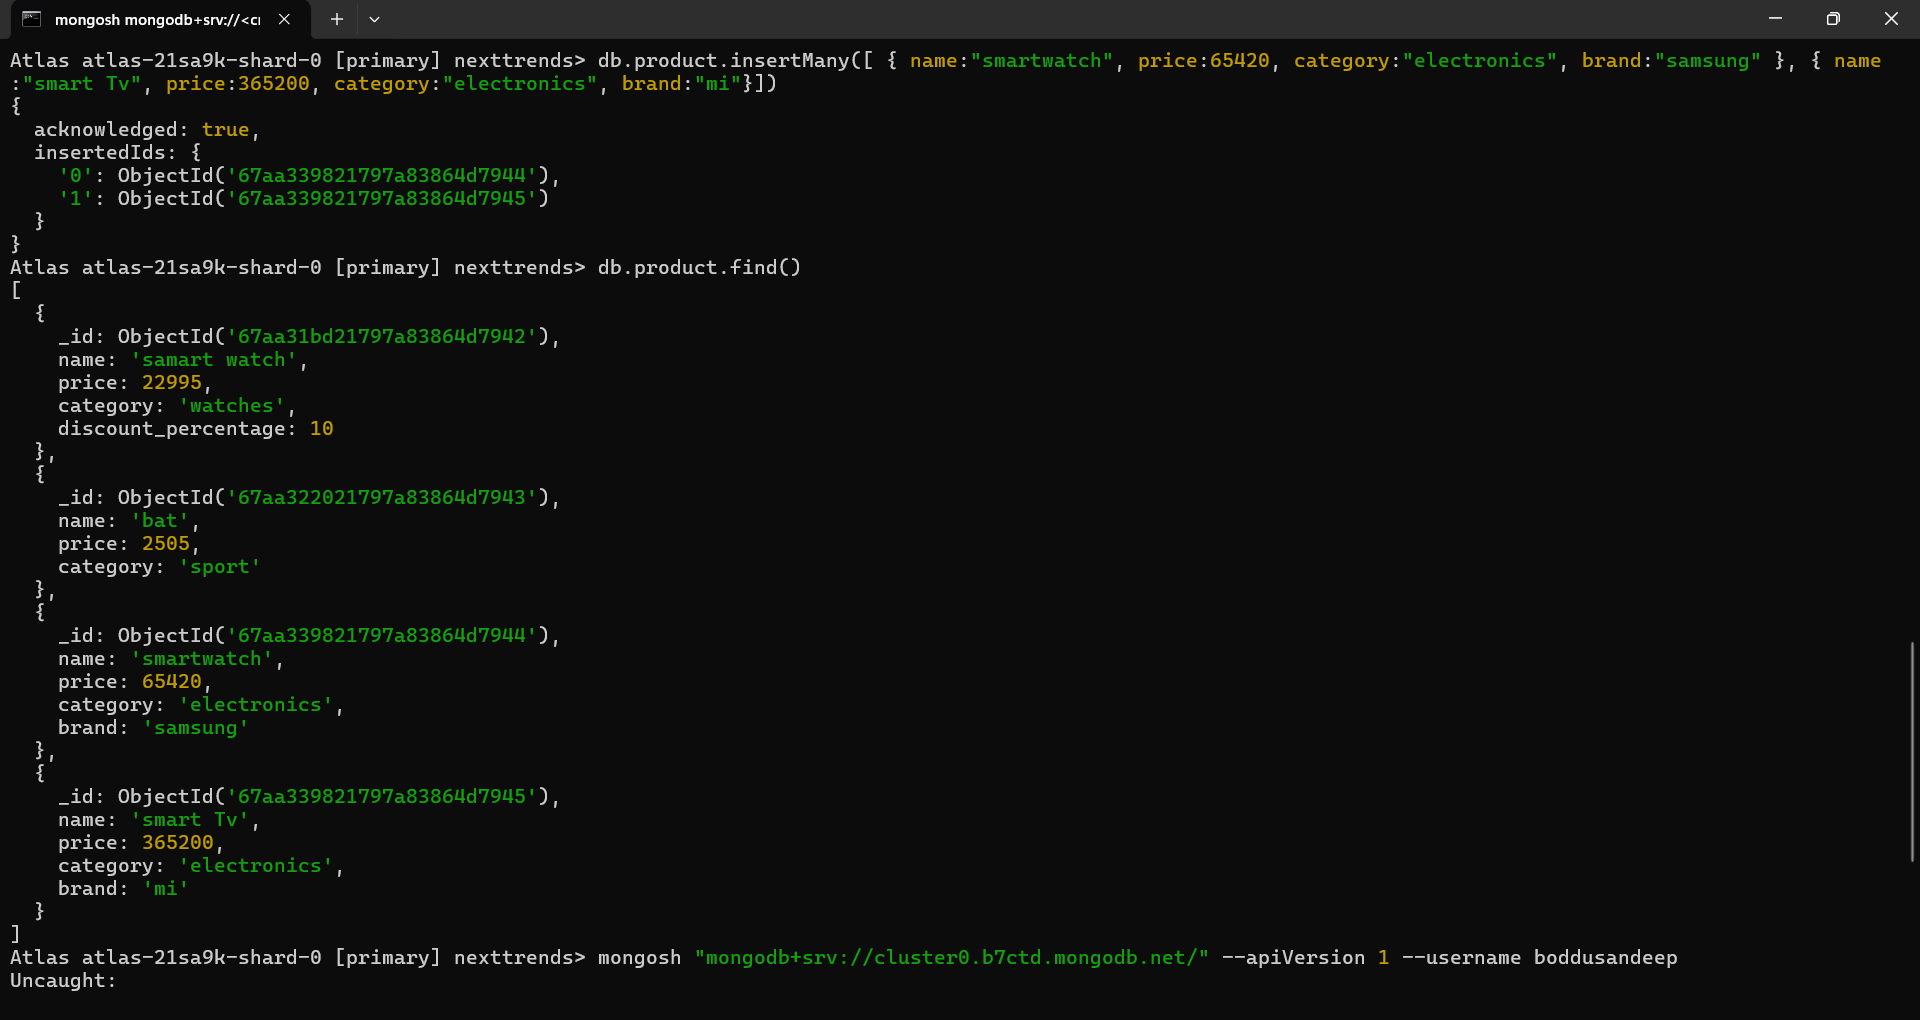 mongosh mongodb+srv://<cr
Atlas atlas-21sa9k-shard-0 [primary] nexttrends> db.product.insertMany([ { name:"smartwatch", price:65420, category:"electronics", brand:"samsung" }, { name
:"smart Tv", price:365200, category:"electronics", brand:"mi"}])
{
  acknowledged: true,
  insertedIds: {
    '0': ObjectId('67aa339821797a83864d7944'),
    '1': ObjectId('67aa339821797a83864d7945')
  }
}
Atlas atlas-21sa9k-shard-0 [primary] nexttrends> db.product.find()
[
  {
    _id: ObjectId('67aa31bd21797a83864d7942'),
    name: 'samart watch',
    price: 22995,
    category: 'watches',
    discount_percentage: 10
  },
  {
    _id: ObjectId('67aa322021797a83864d7943'),
    name: 'bat',
    price: 2505,
    category: 'sport'
  },
  {
    _id: ObjectId('67aa339821797a83864d7944'),
    name: 'smartwatch',
    price: 65420,
    category: 'electronics',
    brand: 'samsung'
  },
  {
    _id: ObjectId('67aa339821797a83864d7945'),
    name: 'smart Tv',
    price: 365200,
    category: 'electronics',
    brand: 'mi'
  }
]
Atlas atlas-21sa9k-shard-0 [primary] nexttrends> mongosh "mongodb+srv://cluster0.b7ctd.mongodb.net/" --apiVersion 1 --username boddusandeep
Uncaught: